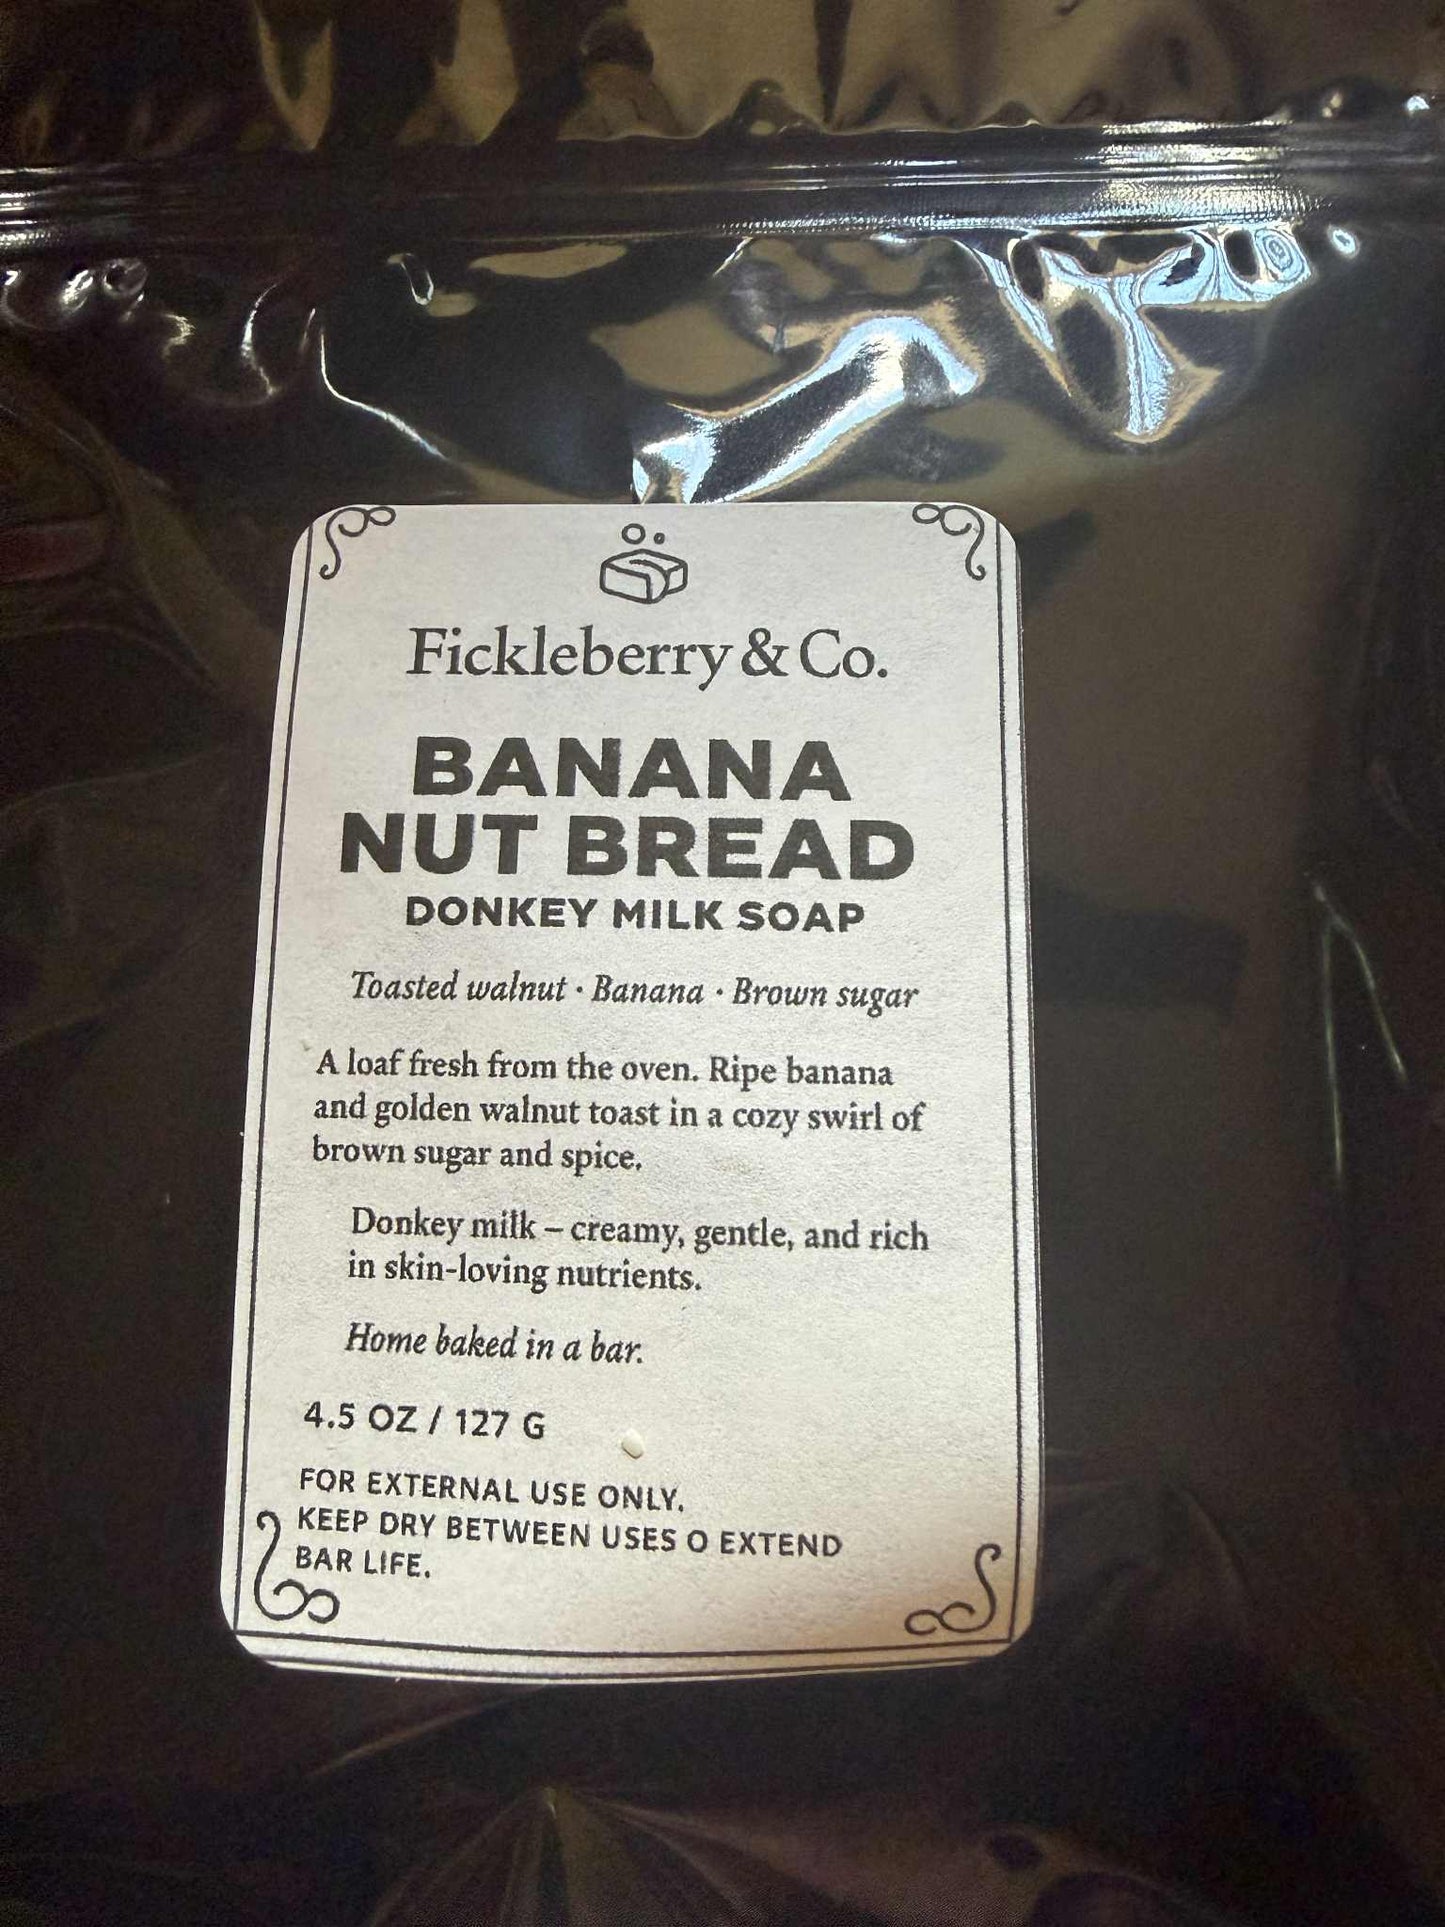 Fickleberry & Co.
BANANA
NUT BREAD
DONKEY MILK SOAP
Toasted walnut · Banana · Brown sugar
A loaf fresh from the oven. Ripe banana
and golden walnut toast in a cozy swirl of
brown sugar and spice.
Donkey milk – creamy, gentle, and rich
in skin-loving nutrients.
Home baked in a bar.
4.5 OZ / 127 G
FOR EXTERNAL USE ONLY.
KEEP DRY BETWEEN USES O EXTEND
BAR LIFE.